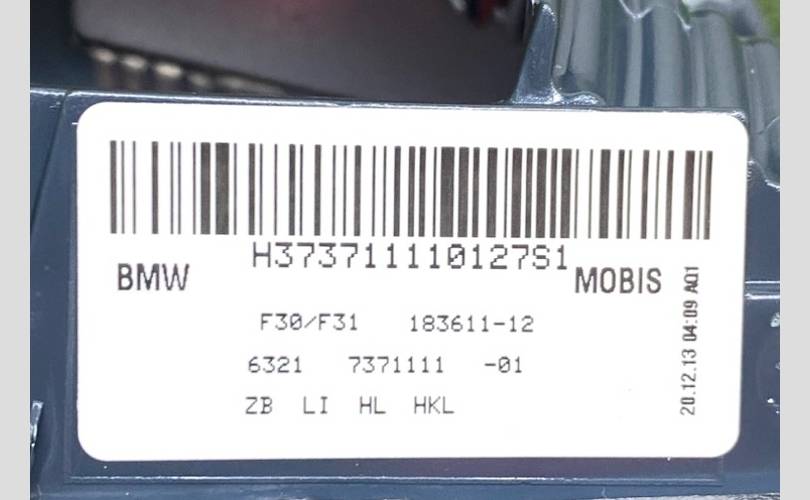 H373711110127S1
BMW
MOBIS
F30/F31 183611-12
6321 7371111 -01
ZB LI HL HKL
20.12.13 04:09 AQ1